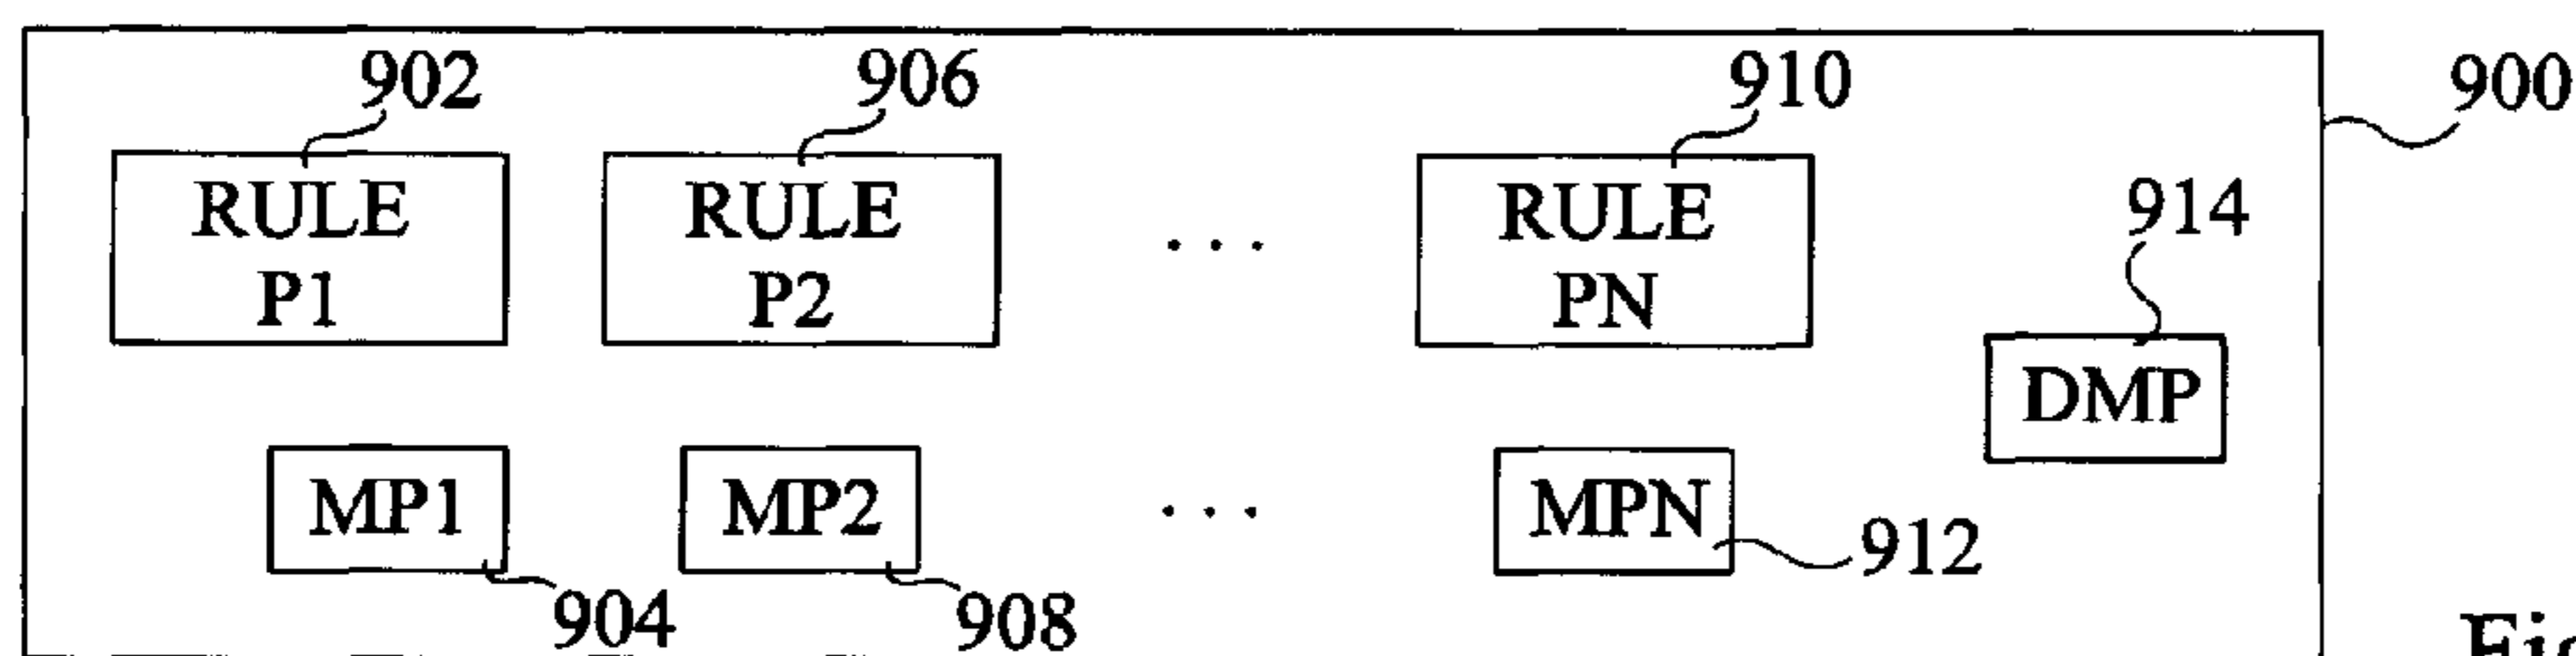 902 906 910 900
RULE P1
RULE P2
...
RULE PN
914
DMP
MP1
MP2
...
MPN
912
904
908